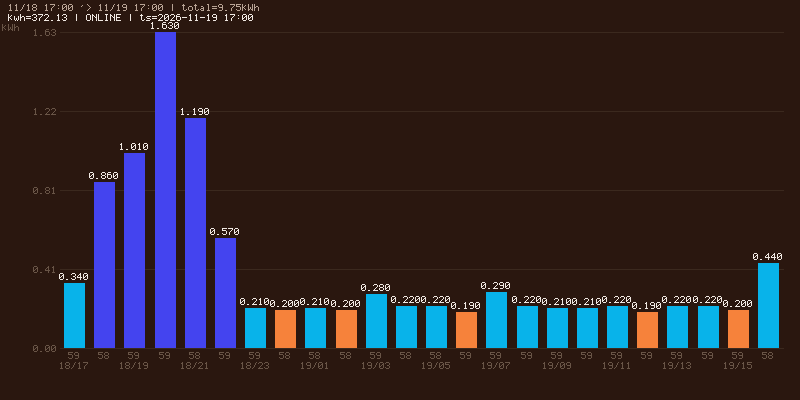 11/18 17:00 -> 11/19 17:00 | total=9.75kWh
Kwh=372.13 | ONLINE | ts=2026-11-19 17:00
kWh
1.63
1.22
0.81
0.41
0.00
0.340 0.860 1.010 1.630 1.190 0.570 0.210 0.200 0.210 0.200 0.280 0.220 0.220 0.190 0.290 0.220 0.210 0.210 0.220 0.190 0.220 0.220 0.200 0.440
59 58 59 59 58 59 59 59 59 59 59 58 58 59 59 59 59 58 58 58 59 59 59 58
18/17 18/19 18/21 18/23 19/01 19/03 19/05 19/07 19/09 19/11 19/13 19/15